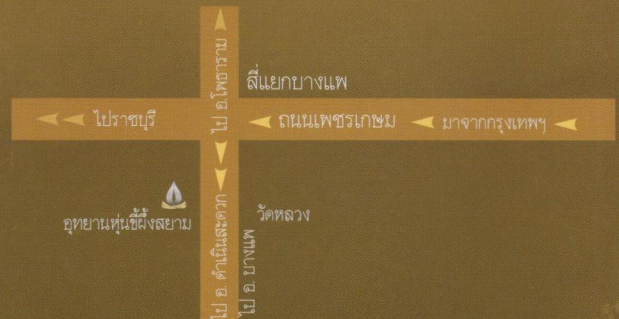 ไป อ.โพธาราม
สี่แยกบางแพ
ไปราชบุรี
ถนนเพชรเกษม
มาจากกรุงเทพฯ
อุทยานหุ่นขี้ผึ้งสยาม
วัดหลวง
ไป อ. ดำเนินสะดวก
ไป อ. บางแพ